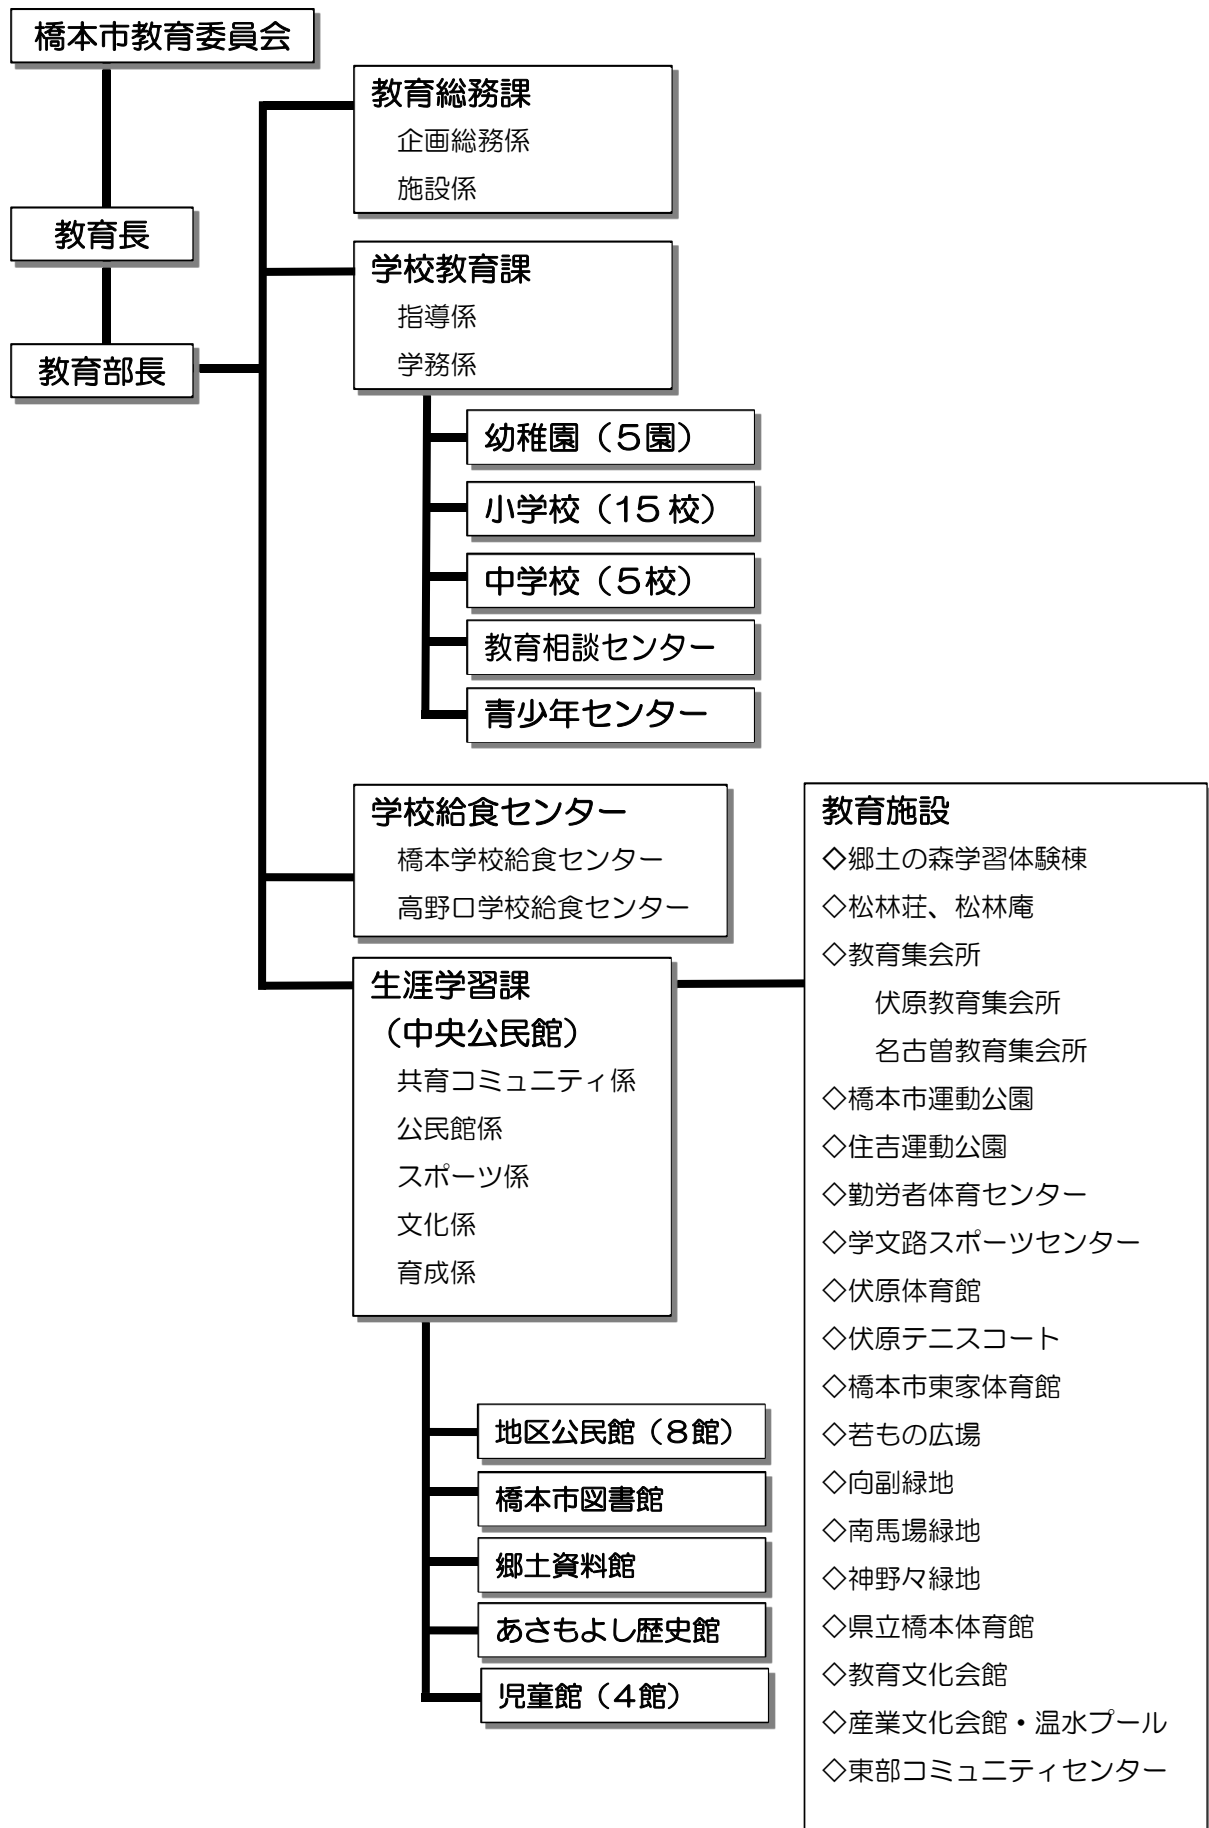 橋本市教育委員会
教育長
教育部長
教育総務課
企画総務係
施設係
学校教育課
指導係
学務係
幼稚園（5園）
小学校（15 校）
中学校（5校）
教育相談センター
青少年センター
学校給食センター
橋本学校給食センター
高野口学校給食センター
生涯学習課
（中央公民館）
共育コミュニティ係
公民館係
スポーツ係
文化係
育成係
地区公民館（8館）
橋本市図書館
郷土資料館
あさもよし歴史館
児童館（4館）
教育施設
◇郷土の森学習体験棟
◇松林荘、松林庵
◇教育集会所
伏原教育集会所
名古曽教育集会所
◇橋本市運動公園
◇住吉運動公園
◇勤労者体育センター
◇学文路スポーツセンター
◇伏原体育館
◇伏原テニスコート
◇橋本市東家体育館
◇若もの広場
◇向副緑地
◇南馬場緑地
◇神野々緑地
◇県立橋本体育館
◇教育文化会館
◇産業文化会館・温水プール
◇東部コミュニティセンター